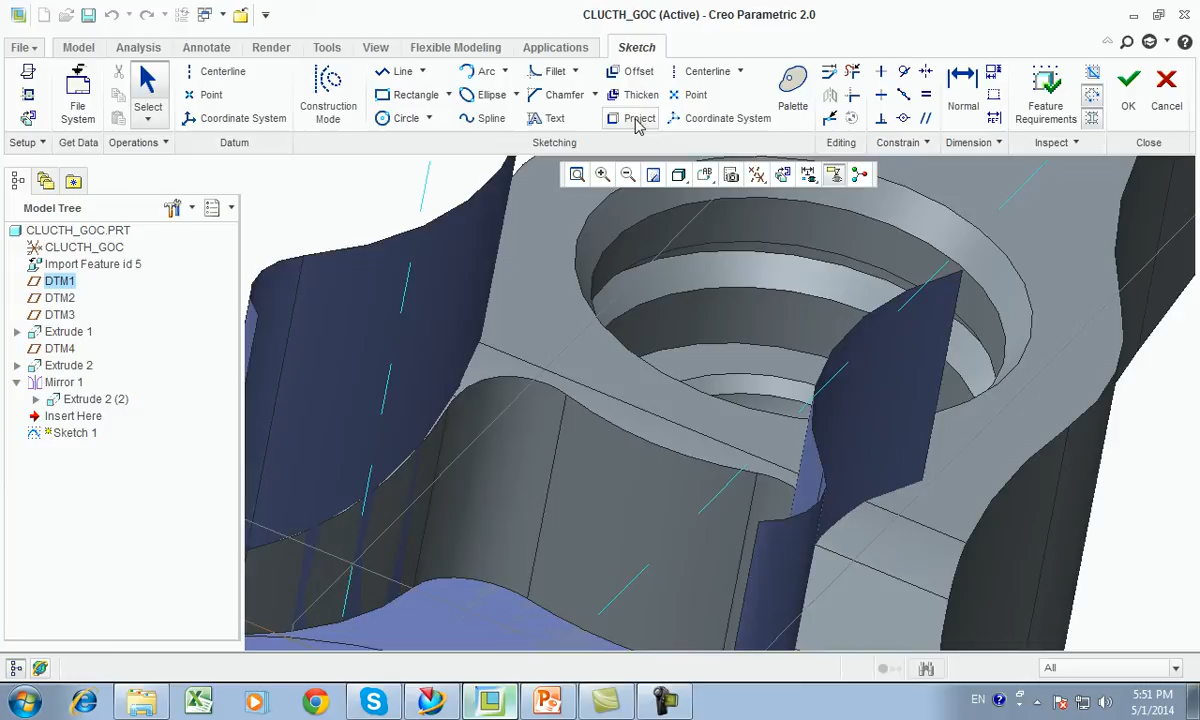 CLUCTH_GOC (Active) - Creo Parametric 2.0
File Model Analysis Annotate Render Tools View Flexible Modeling Applications Sketch
Centerline Line Arc Fillet Offset Centerline
Point Rectangle Ellipse Chamfer Thicken Point
Coordinate System Circle Spline Text Project Coordinate System
File System Select Construction Mode Palette Normal Feature Requirements OK Cancel
Setup Get Data Operations Datum Sketching Editing Constrain Dimension Inspect Close
Model Tree
CLUCTH_GOC.PRT
CLUCTH_GOC
Import Feature id 5
DTM1
DTM2
DTM3
Extrude 1
DTM4
Extrude 2
Mirror 1
Extrude 2 (2)
Insert Here
Sketch 1
All
EN
5:51 PM
5/1/2014